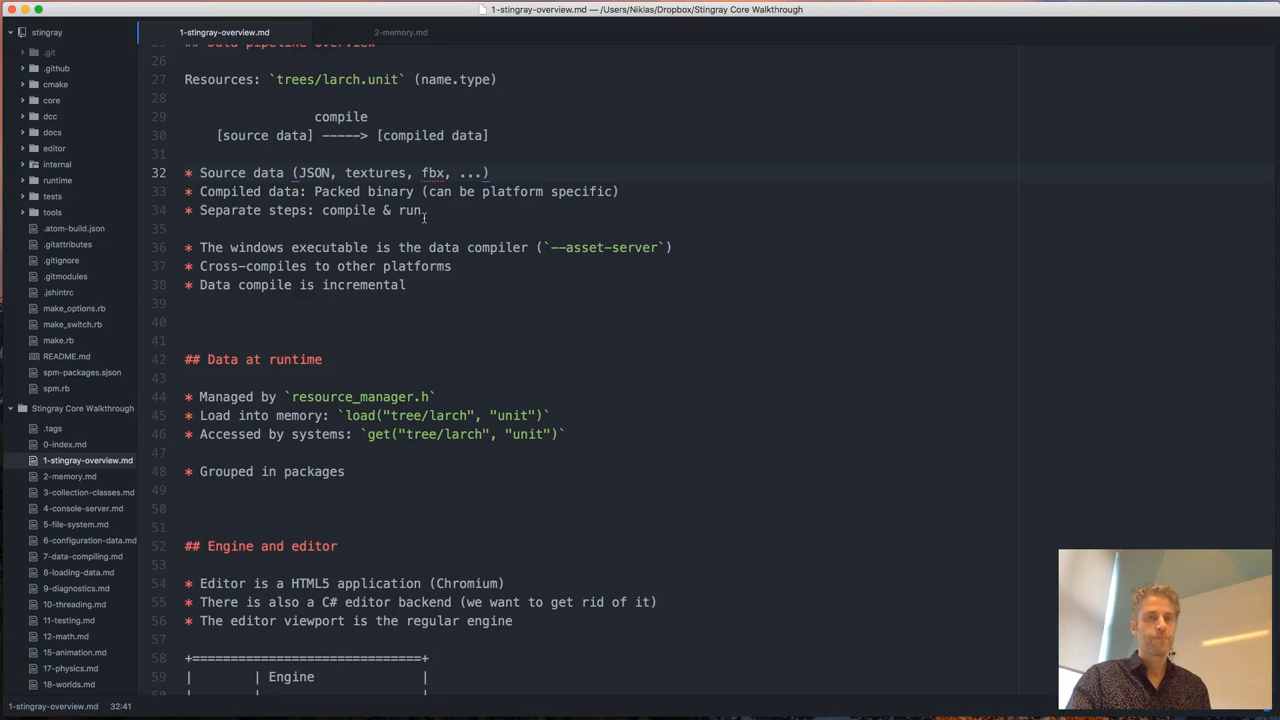 1-stingray-overview.md — /Users/Niklas/Dropbox/Stingray Core Walkthrough
stingray
.git
.github
cmake
core
dcc
docs
editor
internal
runtime
tests
tools
.atom-build.json
.gitattributes
.gitignore
.gitmodules
.jshintrc
make_options.rb
make_switch.rb
make.rb
README.md
spm-packages.sjson
spm.rb
Stingray Core Walkthrough
.tags
0-index.md
1-stingray-overview.md
2-memory.md
3-collection-classes.md
4-console-server.md
5-file-system.md
6-configuration-data.md
7-data-compiling.md
8-loading-data.md
9-diagnostics.md
10-threading.md
11-testing.md
12-math.md
15-animation.md
17-physics.md
18-worlds.md
1-stingray-overview.md 2-memory.md
25 ## Data pipeline overview
26
27 Resources: `trees/larch.unit` (name.type)
28
29 compile
30 [source data] -----> [compiled data]
31
32 * Source data (JSON, textures, fbx, ...)
33 * Compiled data: Packed binary (can be platform specific)
34 * Separate steps: compile & run
35
36 * The windows executable is the data compiler (`--asset-server`)
37 * Cross-compiles to other platforms
38 * Data compile is incremental
39
40
41
42 ## Data at runtime
43
44 * Managed by `resource_manager.h`
45 * Load into memory: `load("tree/larch", "unit")`
46 * Accessed by systems: `get("tree/larch", "unit")`
47
48 * Grouped in packages
49
50
51
52 ## Engine and editor
53
54 * Editor is a HTML5 application (Chromium)
55 * There is also a C# editor backend (we want to get rid of it)
56 * The editor viewport is the regular engine
57
58 +==============================+
59 | | Engine |
1-stingray-overview.md 32:41